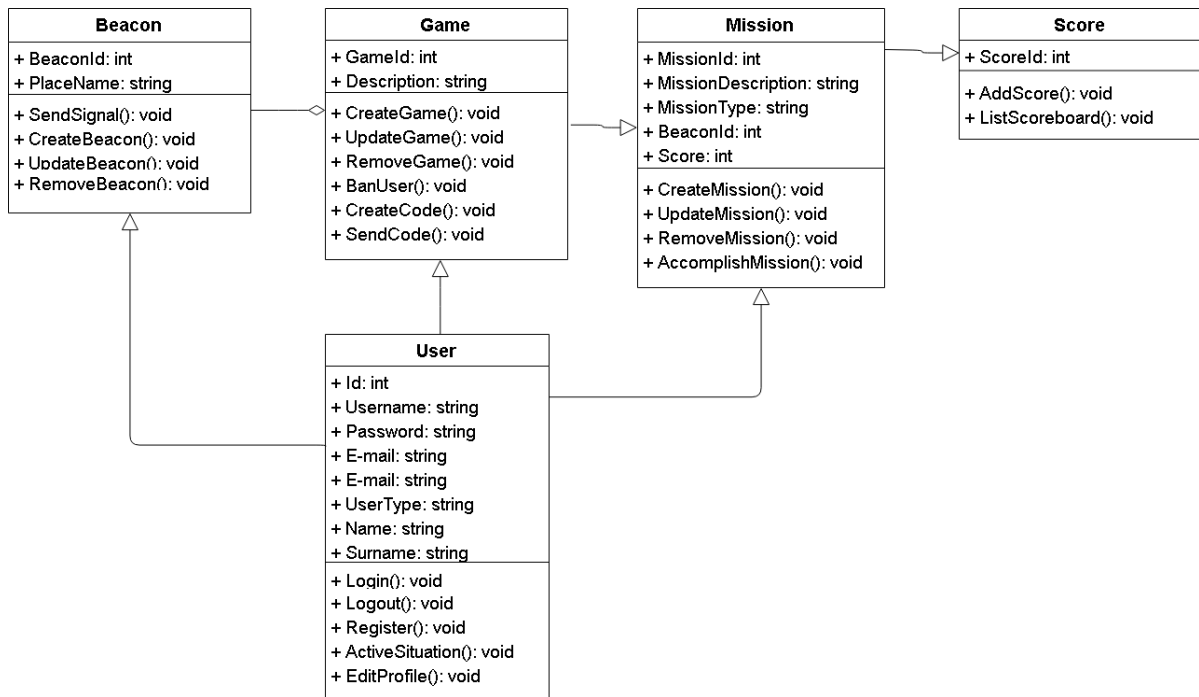 Beacon
+ BeaconId: int
+ PlaceName: string
+ SendSignal(): void
+ CreateBeacon(): void
+ UpdateBeacon(): void
+ RemoveBeacon(): void
Game
+ GameId: int
+ Description: string
+ CreateGame(): void
+ UpdateGame(): void
+ RemoveGame(): void
+ BanUser(): void
+ CreateCode(): void
+ SendCode(): void
Mission
+ MissionId: int
+ MissionDescription: string
+ MissionType: string
+ BeaconId: int
+ Score: int
+ CreateMission(): void
+ UpdateMission(): void
+ RemoveMission(): void
+ AccomplishMission(): void
Score
+ ScoreId: int
+ AddScore(): void
+ ListScoreboard(): void
User
+ Id: int
+ Username: string
+ Password: string
+ E-mail: string
+ E-mail: string
+ UserType: string
+ Name: string
+ Surname: string
+ Login(): void
+ Logout(): void
+ Register(): void
+ ActiveSituation(): void
+ EditProfile(): void